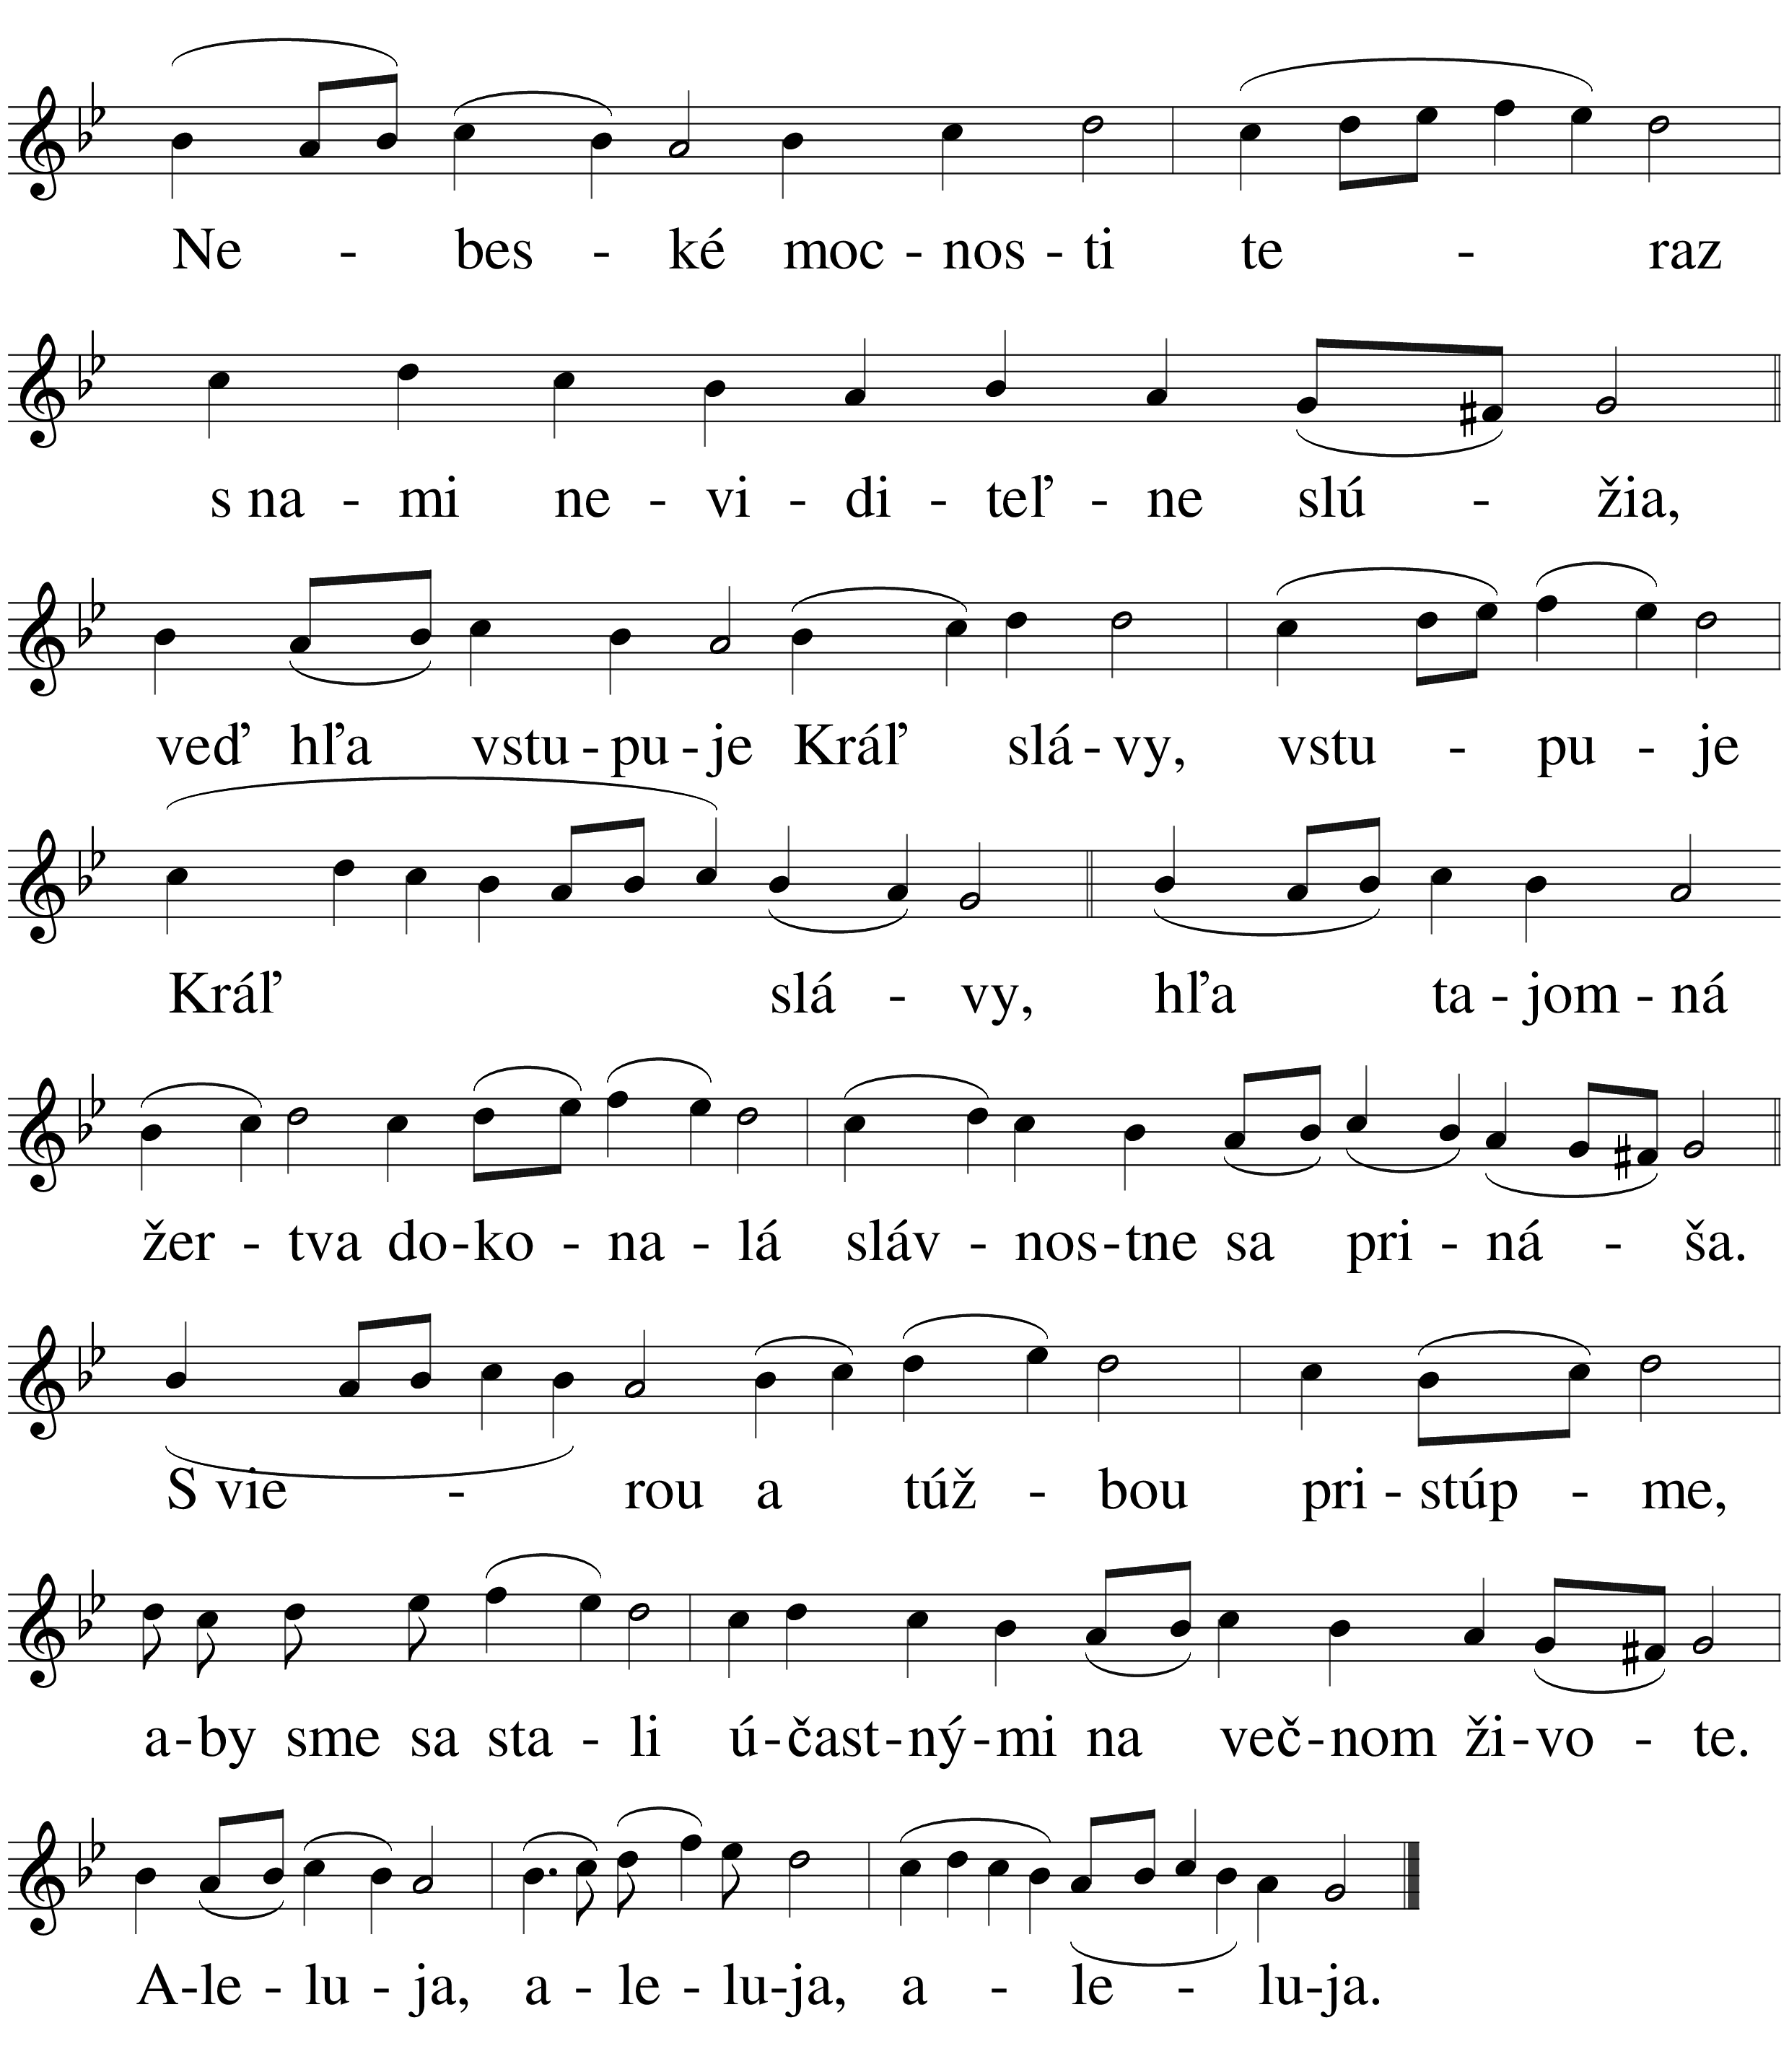 Ne - bes - ké moc - nos - ti te - raz
s na - mi ne - vi - di - teľ - ne slú - žia,
veď hľa vstu - pu - je Kráľ slá - vy, vstu - pu - je
Kráľ slá - vy, hľa ta - jom - ná
žer - tva do - ko - na - lá sláv - nos - tne sa pri - ná - ša.
S vie - rou a túž - bou pri - stúp - me,
a - by sme sa sta - li ú - čast - ný - mi na več - nom ži - vo - te.
A - le - lu - ja, a - le - lu - ja, a - le - lu - ja.